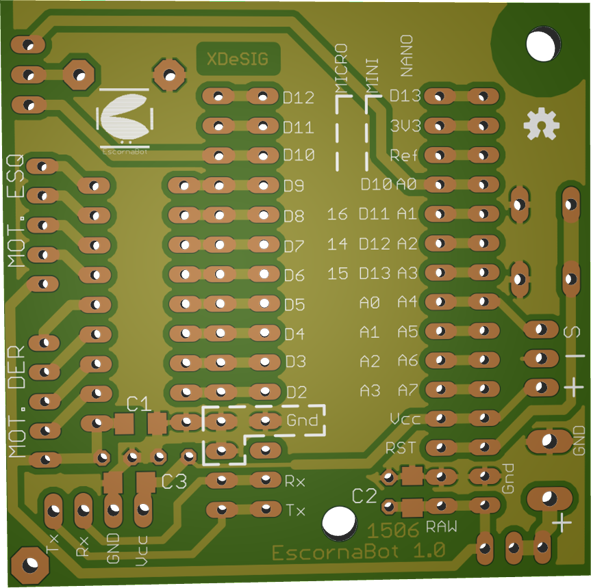 XDeSIG
MICRO
MINI
NANO
D12
D13
D11
3V3
EscornaBot
D10
Ref
MOT. ESQ
D9
D10 A0
D8
16 D11 A1
D7
14 D12 A2
D6
15 D13 A3
D5
A0 A4
D4
A1 A5
S
D3
A2 A6
D2
A3 A7
+
MOT. DER
C1
Gnd
Vcc
GND
RST
C3
Rx
Gnd
C2
Tx
RAW
+
1506
Tx
Rx
GND
Vcc
EscornaBot 1.0